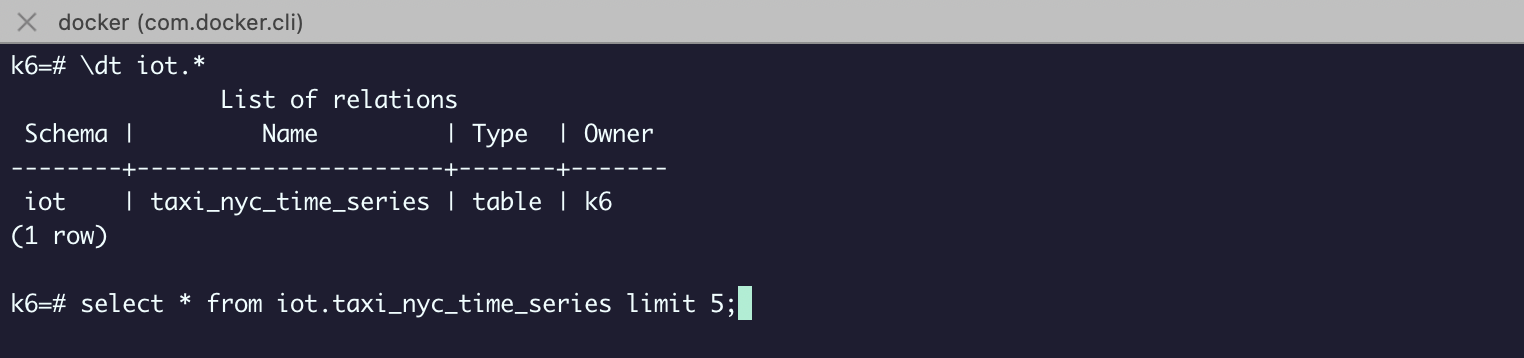 docker (com.docker.cli)
k6=# \dt iot.*
               List of relations
 Schema |         Name         | Type  | Owner
--------+----------------------+-------+-------
 iot    | taxi_nyc_time_series | table | k6
(1 row)
k6=# select * from iot.taxi_nyc_time_series limit 5;